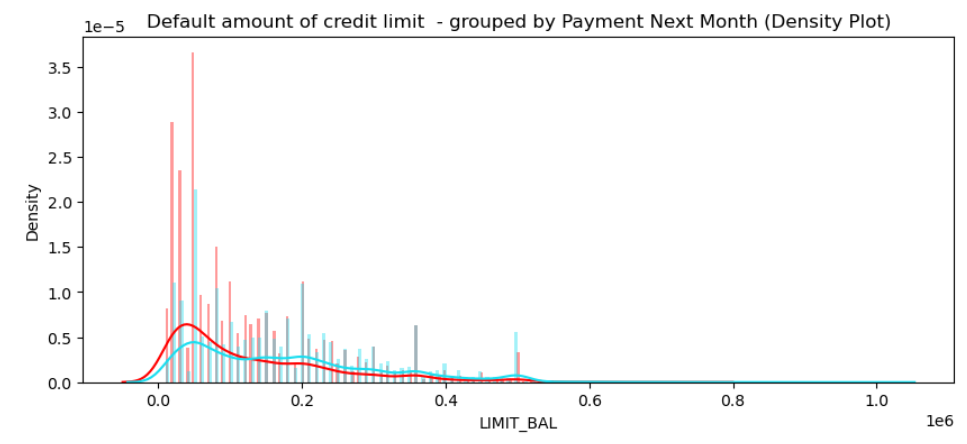 Default amount of credit limit  - grouped by Payment Next Month (Density Plot)
1e−5
3.5
3.0
2.5
2.0
1.5
1.0
0.5
0.0
Density
0.0 0.2 0.4 0.6 0.8 1.0
1e6
LIMIT_BAL